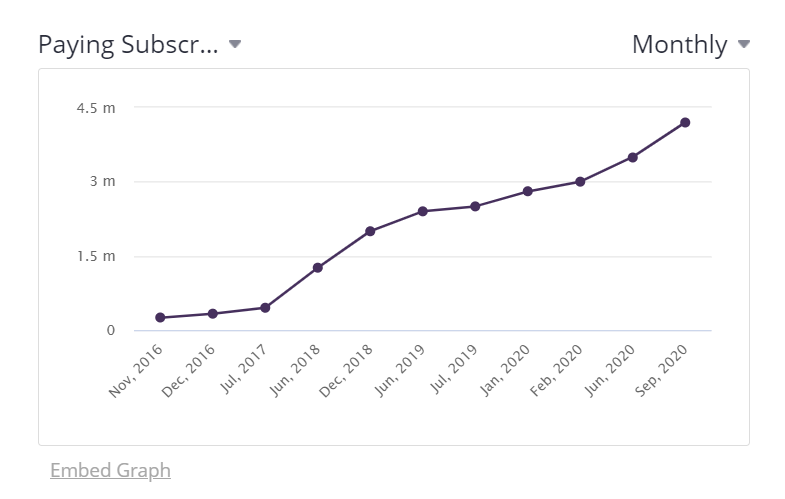 Paying Subscr... Monthly
4.5 m
3 m
1.5 m
0
Nov, 2016
Dec, 2016
Jul, 2017
Jun, 2018
Dec, 2018
Jun, 2019
Jul, 2019
Jan, 2020
Feb, 2020
Jun, 2020
Sep, 2020
Embed Graph